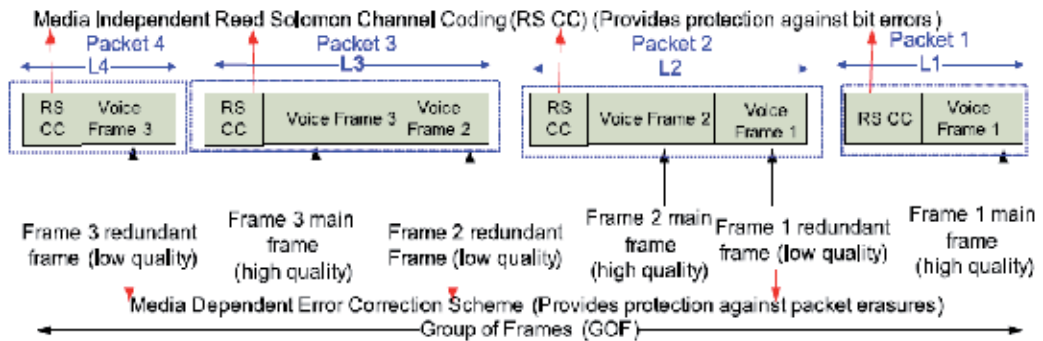 Media Independent Reed Solomon Channel Coding (RS CC) (Provides protection against bit errors)
Packet 4 Packet 3 Packet 2 Packet 1
L4 L3 L2 L1
RS CC Voice Frame 3
RS CC Voice Frame 3 Voice Frame 2
RS CC Voice Frame 2 Voice Frame 1
RS CC Voice Frame 1
Frame 3 redundant
frame (low quality)
Frame 3 main
frame
(high quality)
Frame 2 redundant
Frame (low quality)
Frame 2 main
frame
(high quality)
Frame 1 redundant
frame (low quality)
Frame 1 main
frame
(high quality)
Media Dependent Error Correction Scheme (Provides protection against packet erasures)
Group of Frames (GOF)